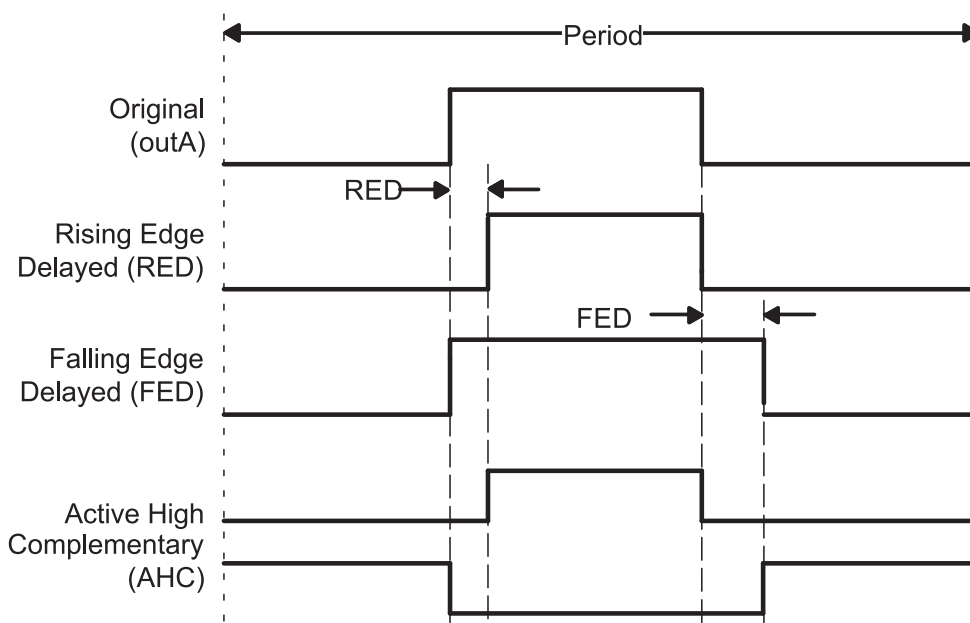 Period
Original
(outA)
RED
Rising Edge
Delayed (RED)
FED
Falling Edge
Delayed (FED)
Active High
Complementary
(AHC)